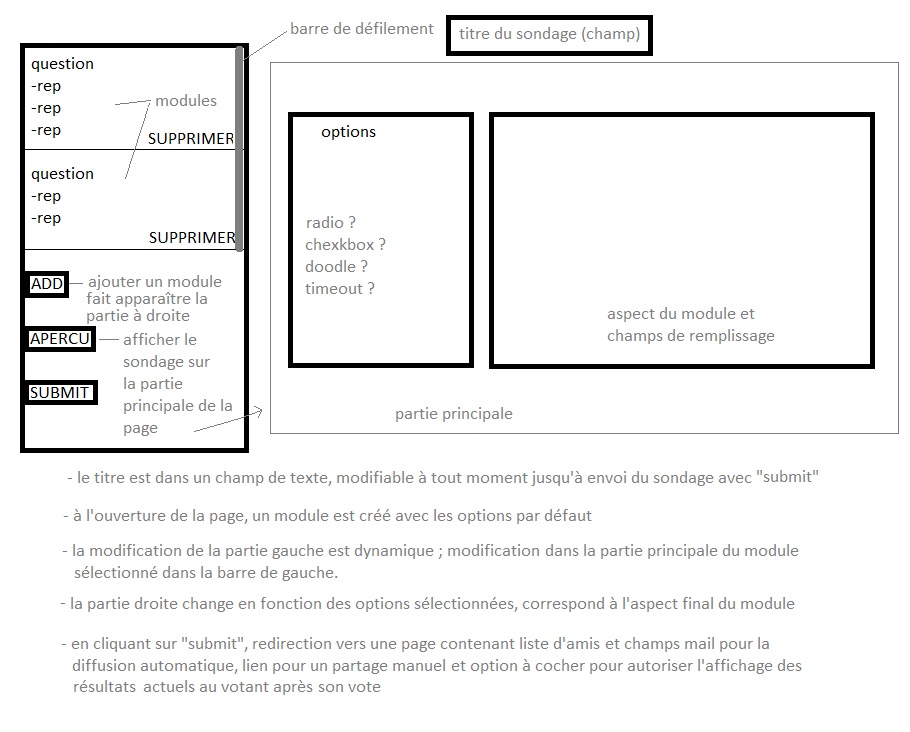 barre de défilement
titre du sondage (champ)
question
-rep
-rep
-rep
modules
SUPPRIMER
question
-rep
-rep
SUPPRIMER
options
radio ?
chexkbox ?
doodle ?
timeout ?
aspect du module et
champs de remplissage
partie principale
ADD
ajouter un module
fait apparaître la
partie à droite
APERCU
afficher le
sondage sur
la partie
principale de la
page
SUBMIT
- le titre est dans un champ de texte, modifiable à tout moment jusqu'à envoi du sondage avec "submit"
- à l'ouverture de la page, un module est créé avec les options par défaut
- la modification de la partie gauche est dynamique ; modification dans la partie principale du module
sélectionné dans la barre de gauche.
- la partie droite change en fonction des options sélectionnées, correspond à l'aspect final du module
- en cliquant sur "submit", redirection vers une page contenant liste d'amis et champs mail pour la
diffusion automatique, lien pour un partage manuel et option à cocher pour autoriser l'affichage des
résultats actuels au votant après son vote